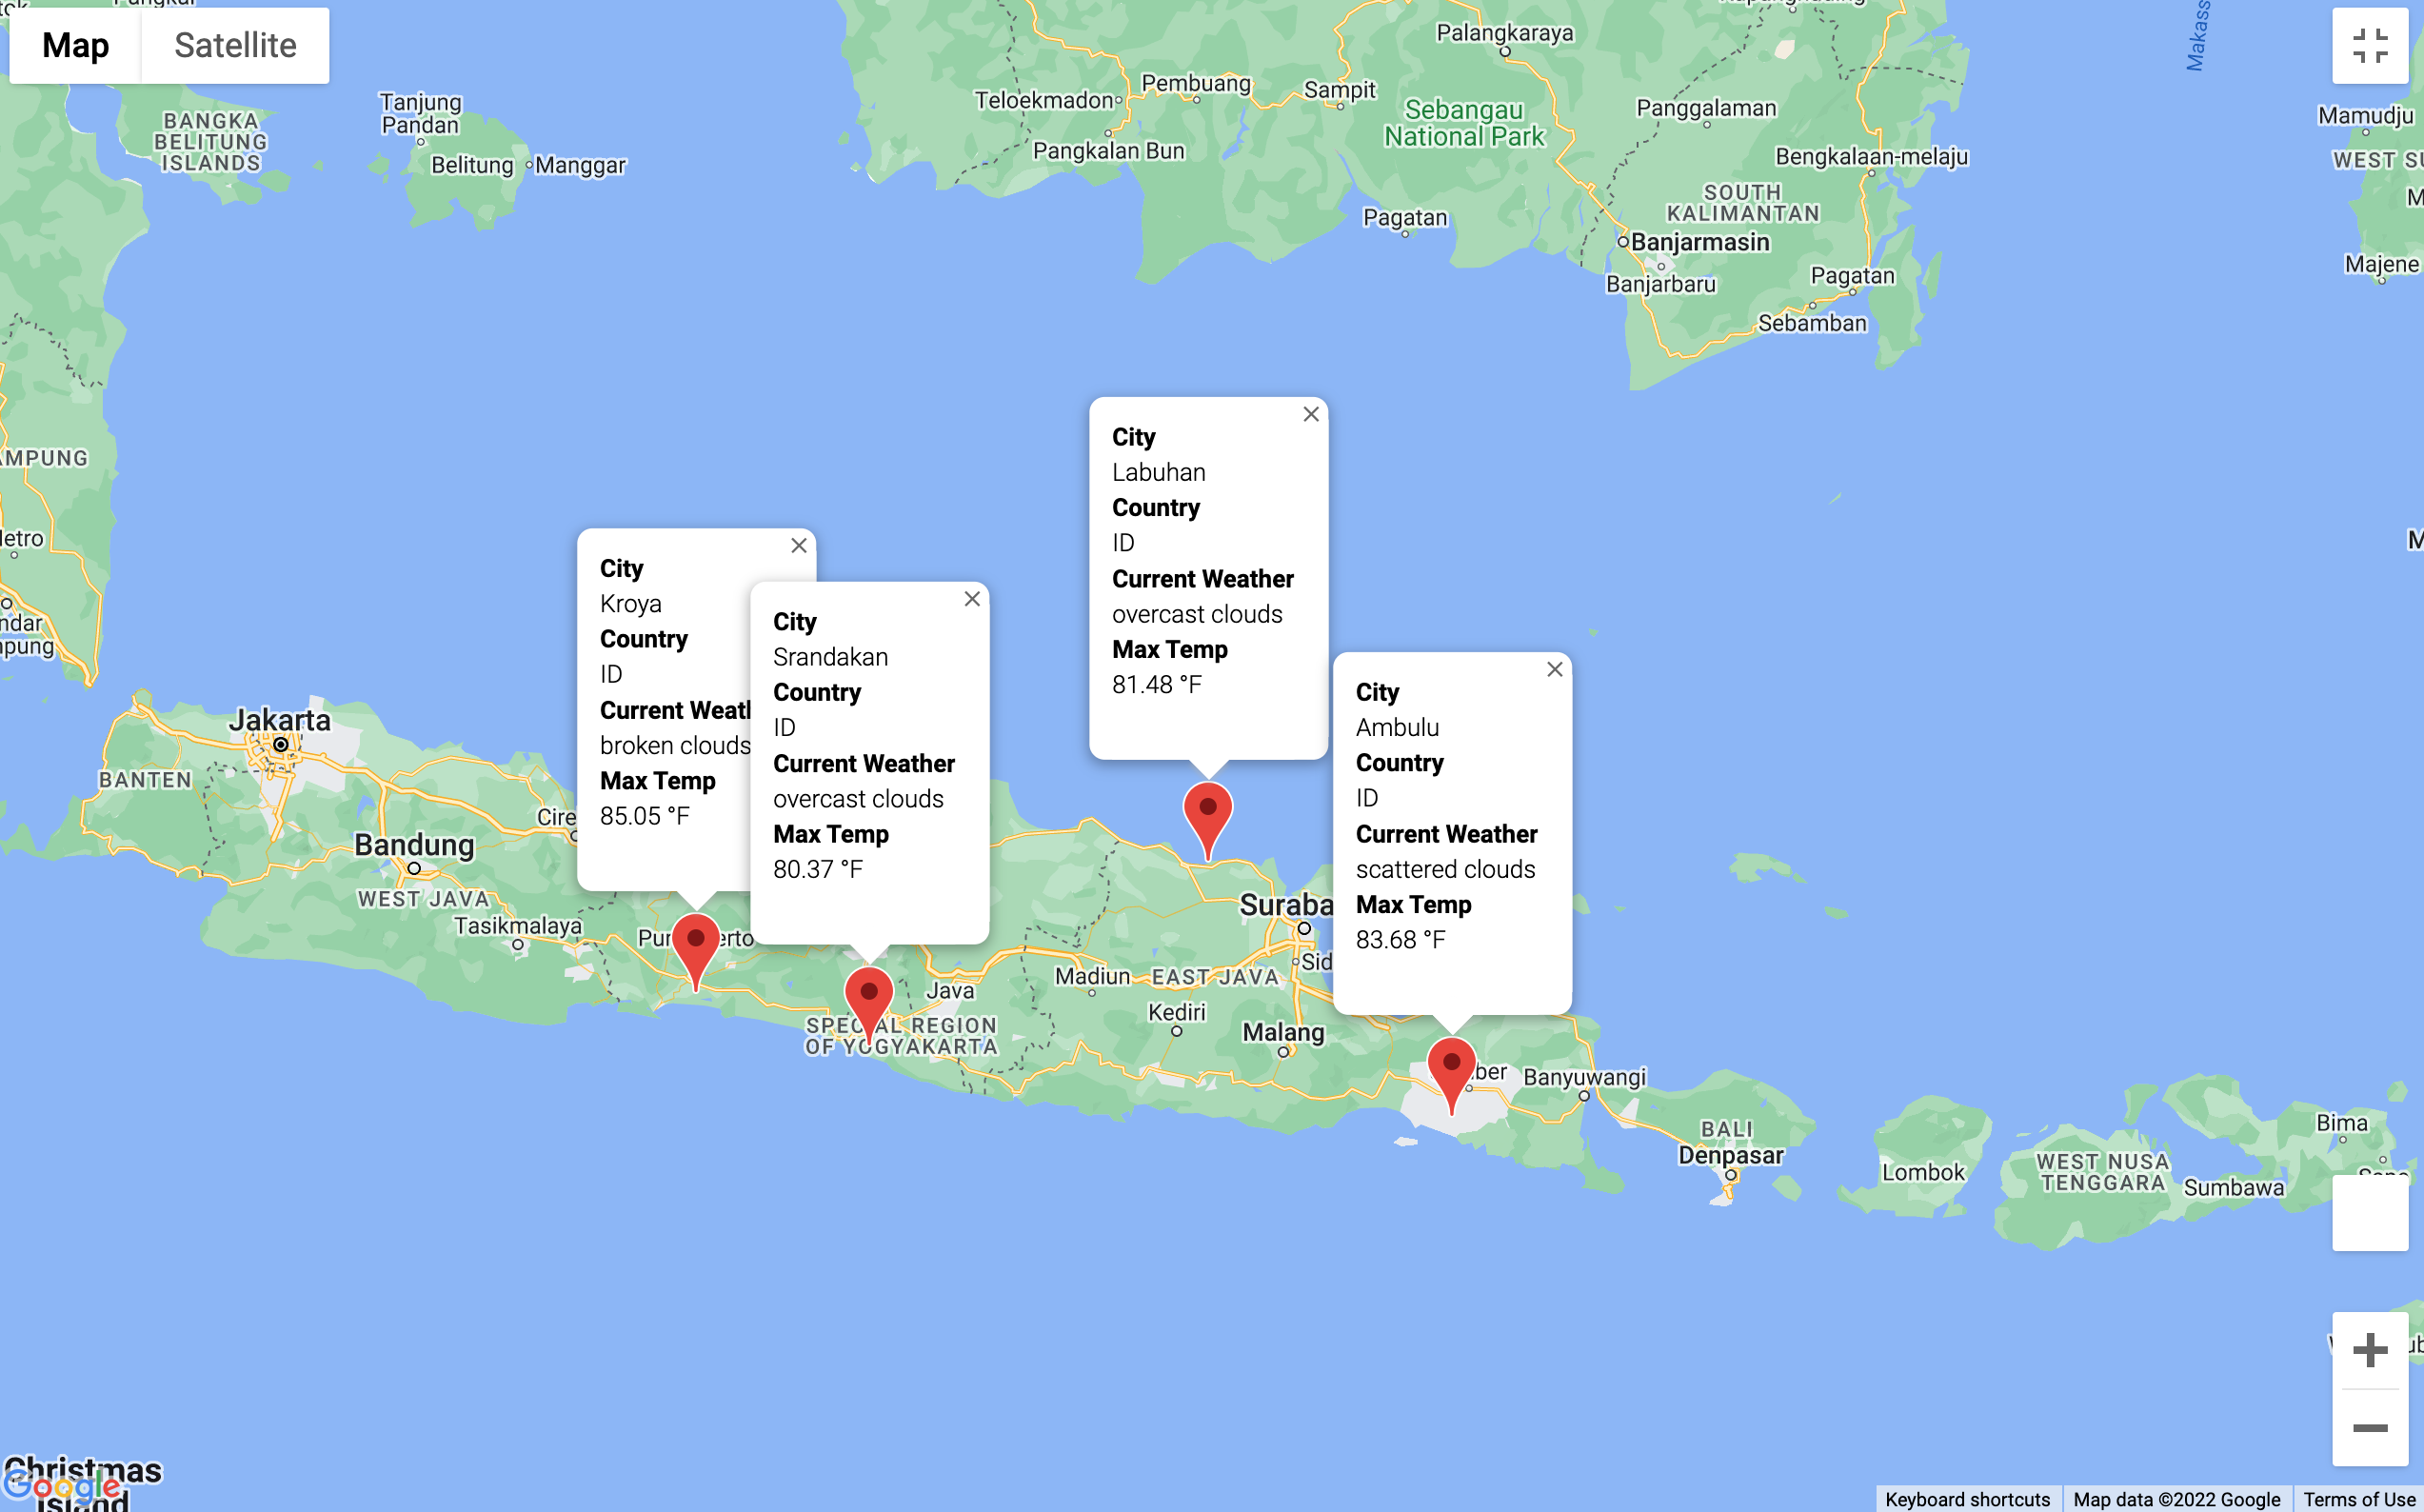 Map
Satellite
Tanjung
Pandan
BANGKA
BELITUNG
ISLANDS
Belitung
Manggar
Palangkaraya
Teloekmadon
Pembuang
Sampit
Pangkalan Bun
Sebangau
National Park
Panggalaman
Bengkalaan-melaju
Pagatan
SOUTH
KALIMANTAN
Banjarmasin
Banjarbaru
Pagatan
Sebamban
Makass
Mamudju
WEST SU
Majene
AMPUNG
Metro
ndar
mpung
City
Kroya
Country
ID
Current Weath
broken clouds
Max Temp
85.05 °F
City
Srandakan
Country
ID
Current Weather
overcast clouds
Max Temp
80.37 °F
City
Labuhan
Country
ID
Current Weather
overcast clouds
Max Temp
81.48 °F
City
Ambulu
Country
ID
Current Weather
scattered clouds
Max Temp
83.68 °F
Jakarta
BANTEN
Bandung
WEST JAVA
Tasikmalaya
Cire
Java
SPECIAL REGION
OF YOGYAKARTA
Madiun
EAST JAVA
Kediri
Malang
Suraba
Sid
Banyuwangi
BALI
Denpasar
Lombok
WEST NUSA
TENGGARA
Sumbawa
Bima
Christmas
Island
Google
Keyboard shortcuts
Map data ©2022 Google
Terms of Use